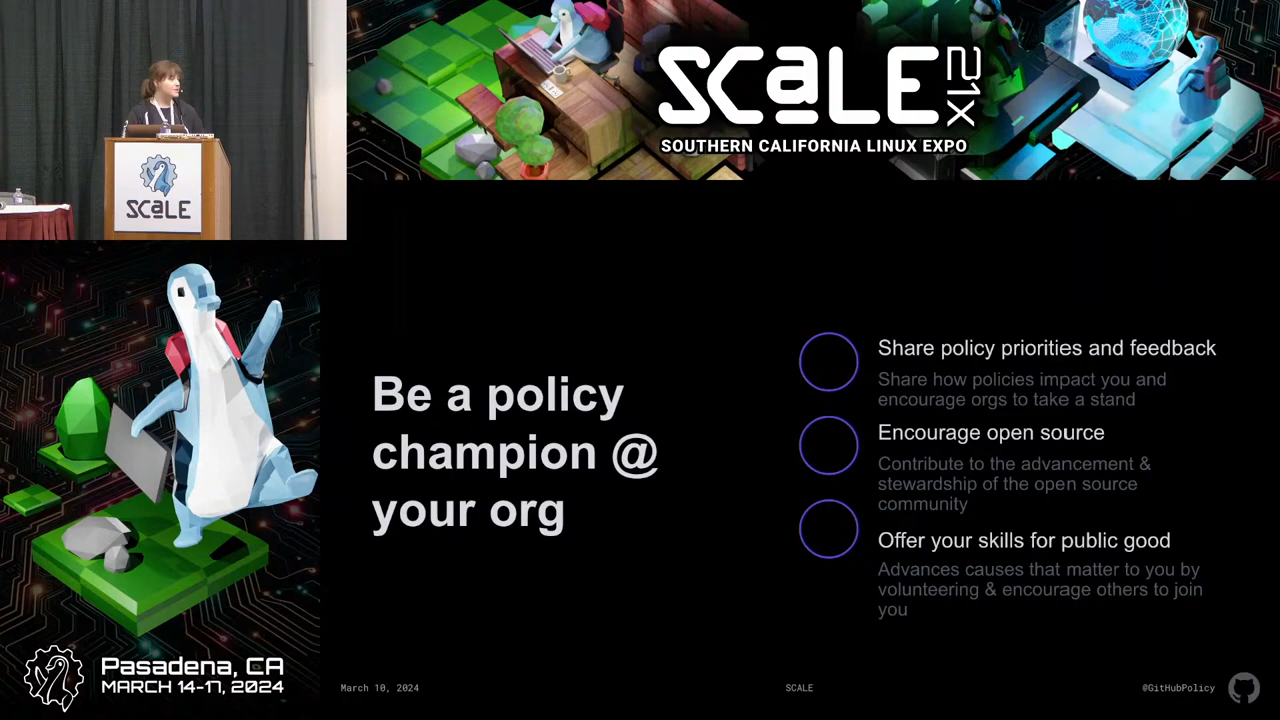 SCaLE
21x
SOUTHERN CALIFORNIA LINUX EXPO
SCaLE
Be a policy
champion @
your org
Share policy priorities and feedback
Share how policies impact you and
encourage orgs to take a stand
Encourage open source
Contribute to the advancement &
stewardship of the open source
community
Offer your skills for public good
Advances causes that matter to you by
volunteering & encourage others to join
you
Pasadena, CA
MARCH 14-17, 2024
March 10, 2024
SCALE
@GitHubPolicy